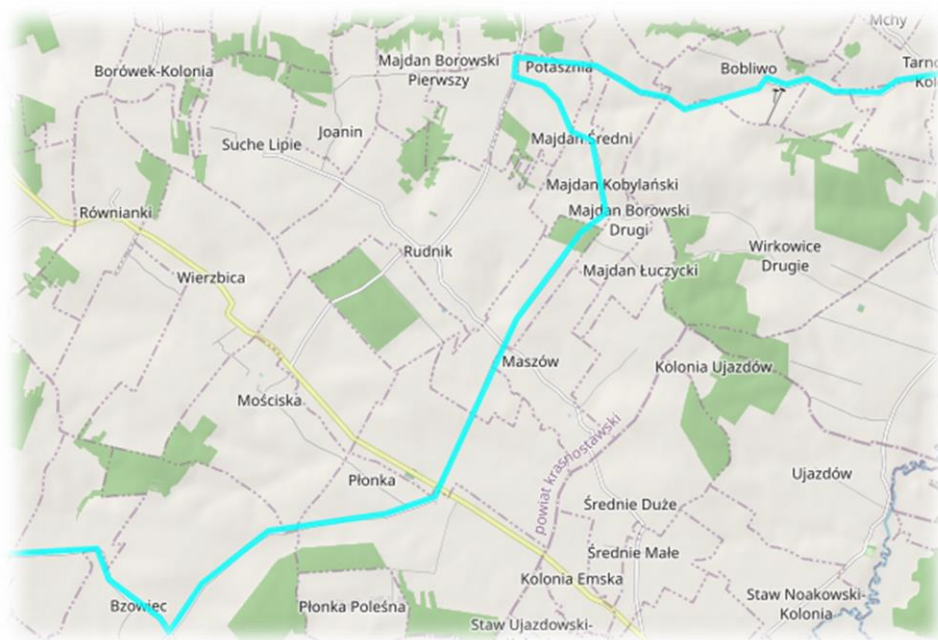 Mchy
Majdan Borowski
Pierwszy
Potasznia
Bobliwo
Borówek-Kolonia
Joanin
Suche Lipie
Majdan Średni
Majdan Kobylański
Równianki
Majdan Borowski
Drugi
Rudnik
Wirkowice
Drugie
Wierzbica
Majdan Łuczycki
Maszów
Kolonia Ujazdów
Mościska
powiat krasnostawski
Płonka
Ujazdów
Średnie Duże
Średnie Małe
Kolonia Emska
Bzowiec
Płonka Poleśna
Staw Noakowski-
Kolonia
Staw Ujazdowski-